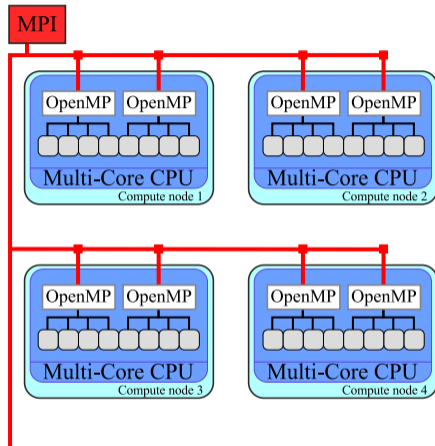 MPI
OpenMP OpenMP
Multi-Core CPU
Compute node 1
OpenMP OpenMP
Multi-Core CPU
Compute node 2
OpenMP OpenMP
Multi-Core CPU
Compute node 3
OpenMP OpenMP
Multi-Core CPU
Compute node 4